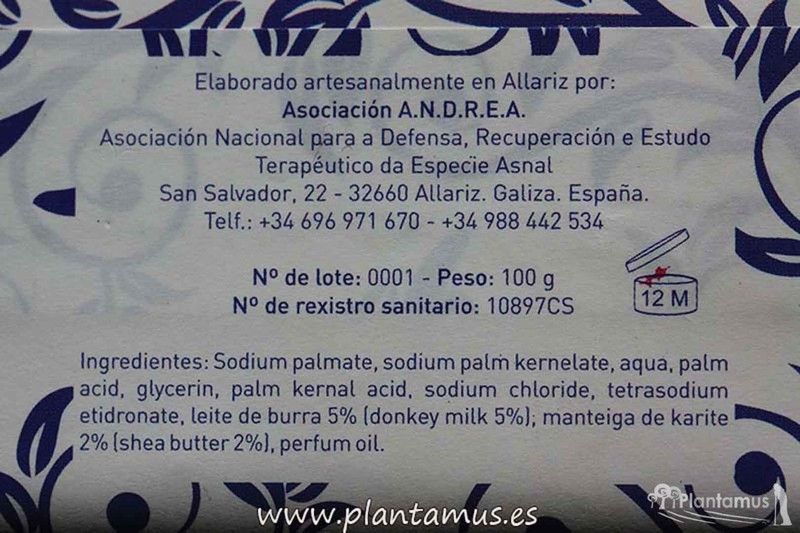 Elaborado artesanalmente en Allariz por:
Asociación A.N.D.R.E.A.
Asociación Nacional para a Defensa, Recuperación e Estudo
Terapéutico da Especie Asnal
San Salvador, 22 - 32660 Allariz. Galiza. España.
Telf.: +34 696 971 670 - +34 988 442 534
Nº de lote: 0001 - Peso: 100 g
Nº de rexistro sanitario: 10897CS
12 M
Ingredientes: Sodium palmate, sodium palm kernelate, aqua, palm
acid, glycerin, palm kernal acid, sodium chloride, tetrasodium
etidronate, leite de burra 5% (donkey milk 5%); manteiga de karite
2% (shea butter 2%), perfum oil.
Plantamus
www.plantamus.es